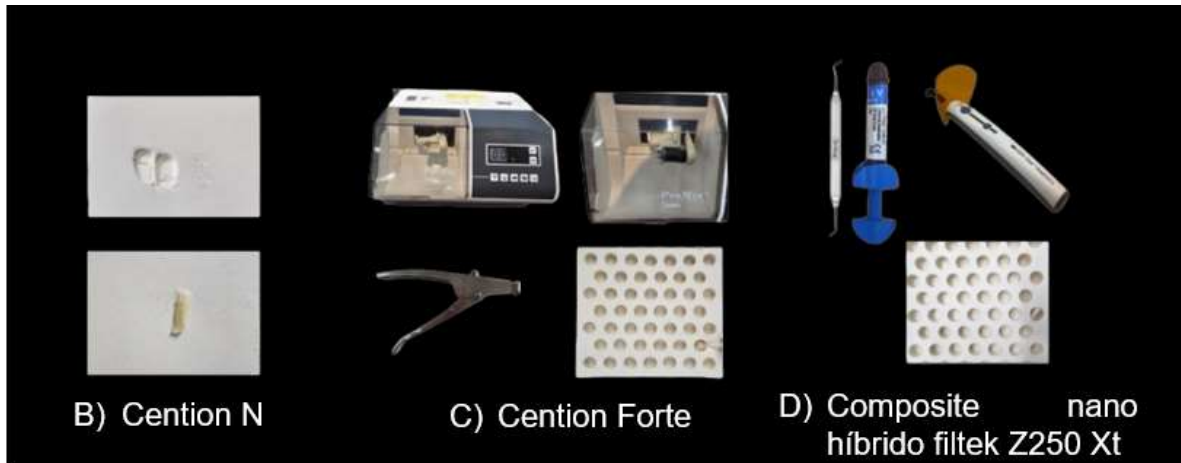 B) Cention N
C) Cention Forte
D) Composite nano
híbrido filtek Z250 Xt